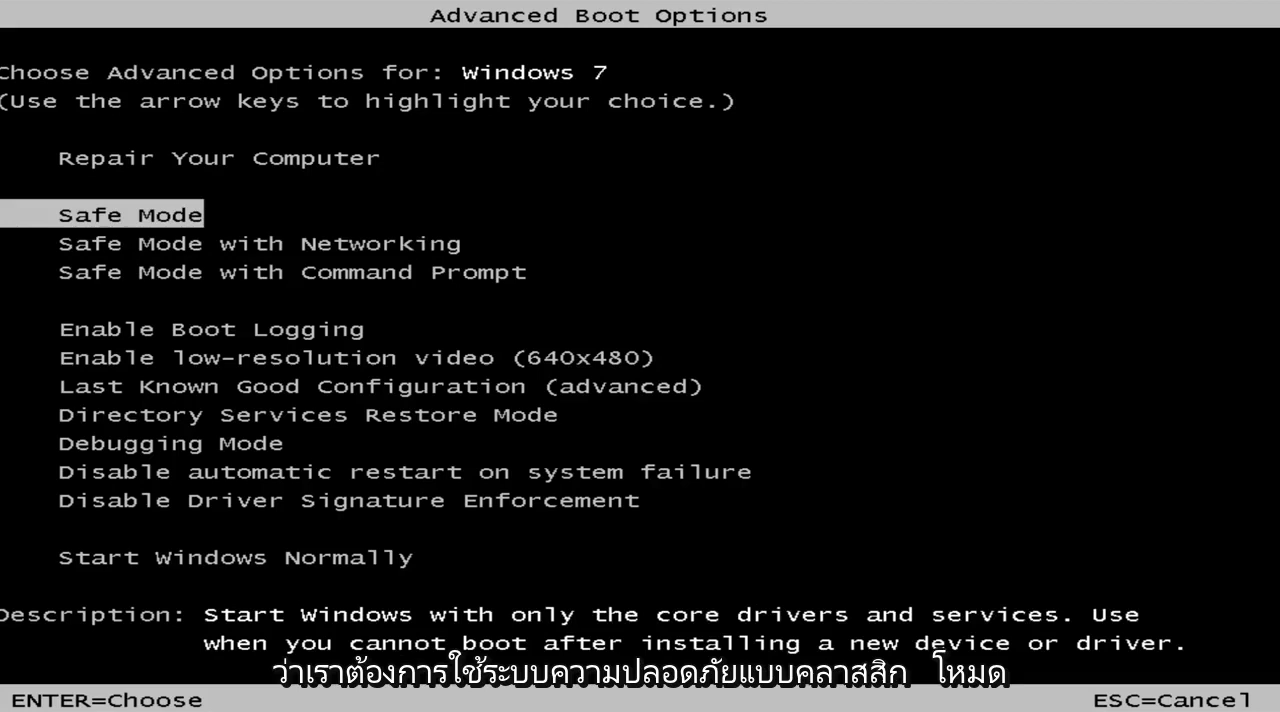 Advanced Boot Options
Choose Advanced Options for: Windows 7
(Use the arrow keys to highlight your choice.)
Repair Your Computer
Safe Mode
Safe Mode with Networking
Safe Mode with Command Prompt
Enable Boot Logging
Enable low-resolution video (640x480)
Last Known Good Configuration (advanced)
Directory Services Restore Mode
Debugging Mode
Disable automatic restart on system failure
Disable Driver Signature Enforcement
Start Windows Normally
Description: Start Windows with only the core drivers and services. Use
when you cannot boot after installing a new device or driver.
ว่าเราต้องการใช้ระบบความปลอดภัยแบบคลาสสิก โหมด
ENTER=Choose ESC=Cancel